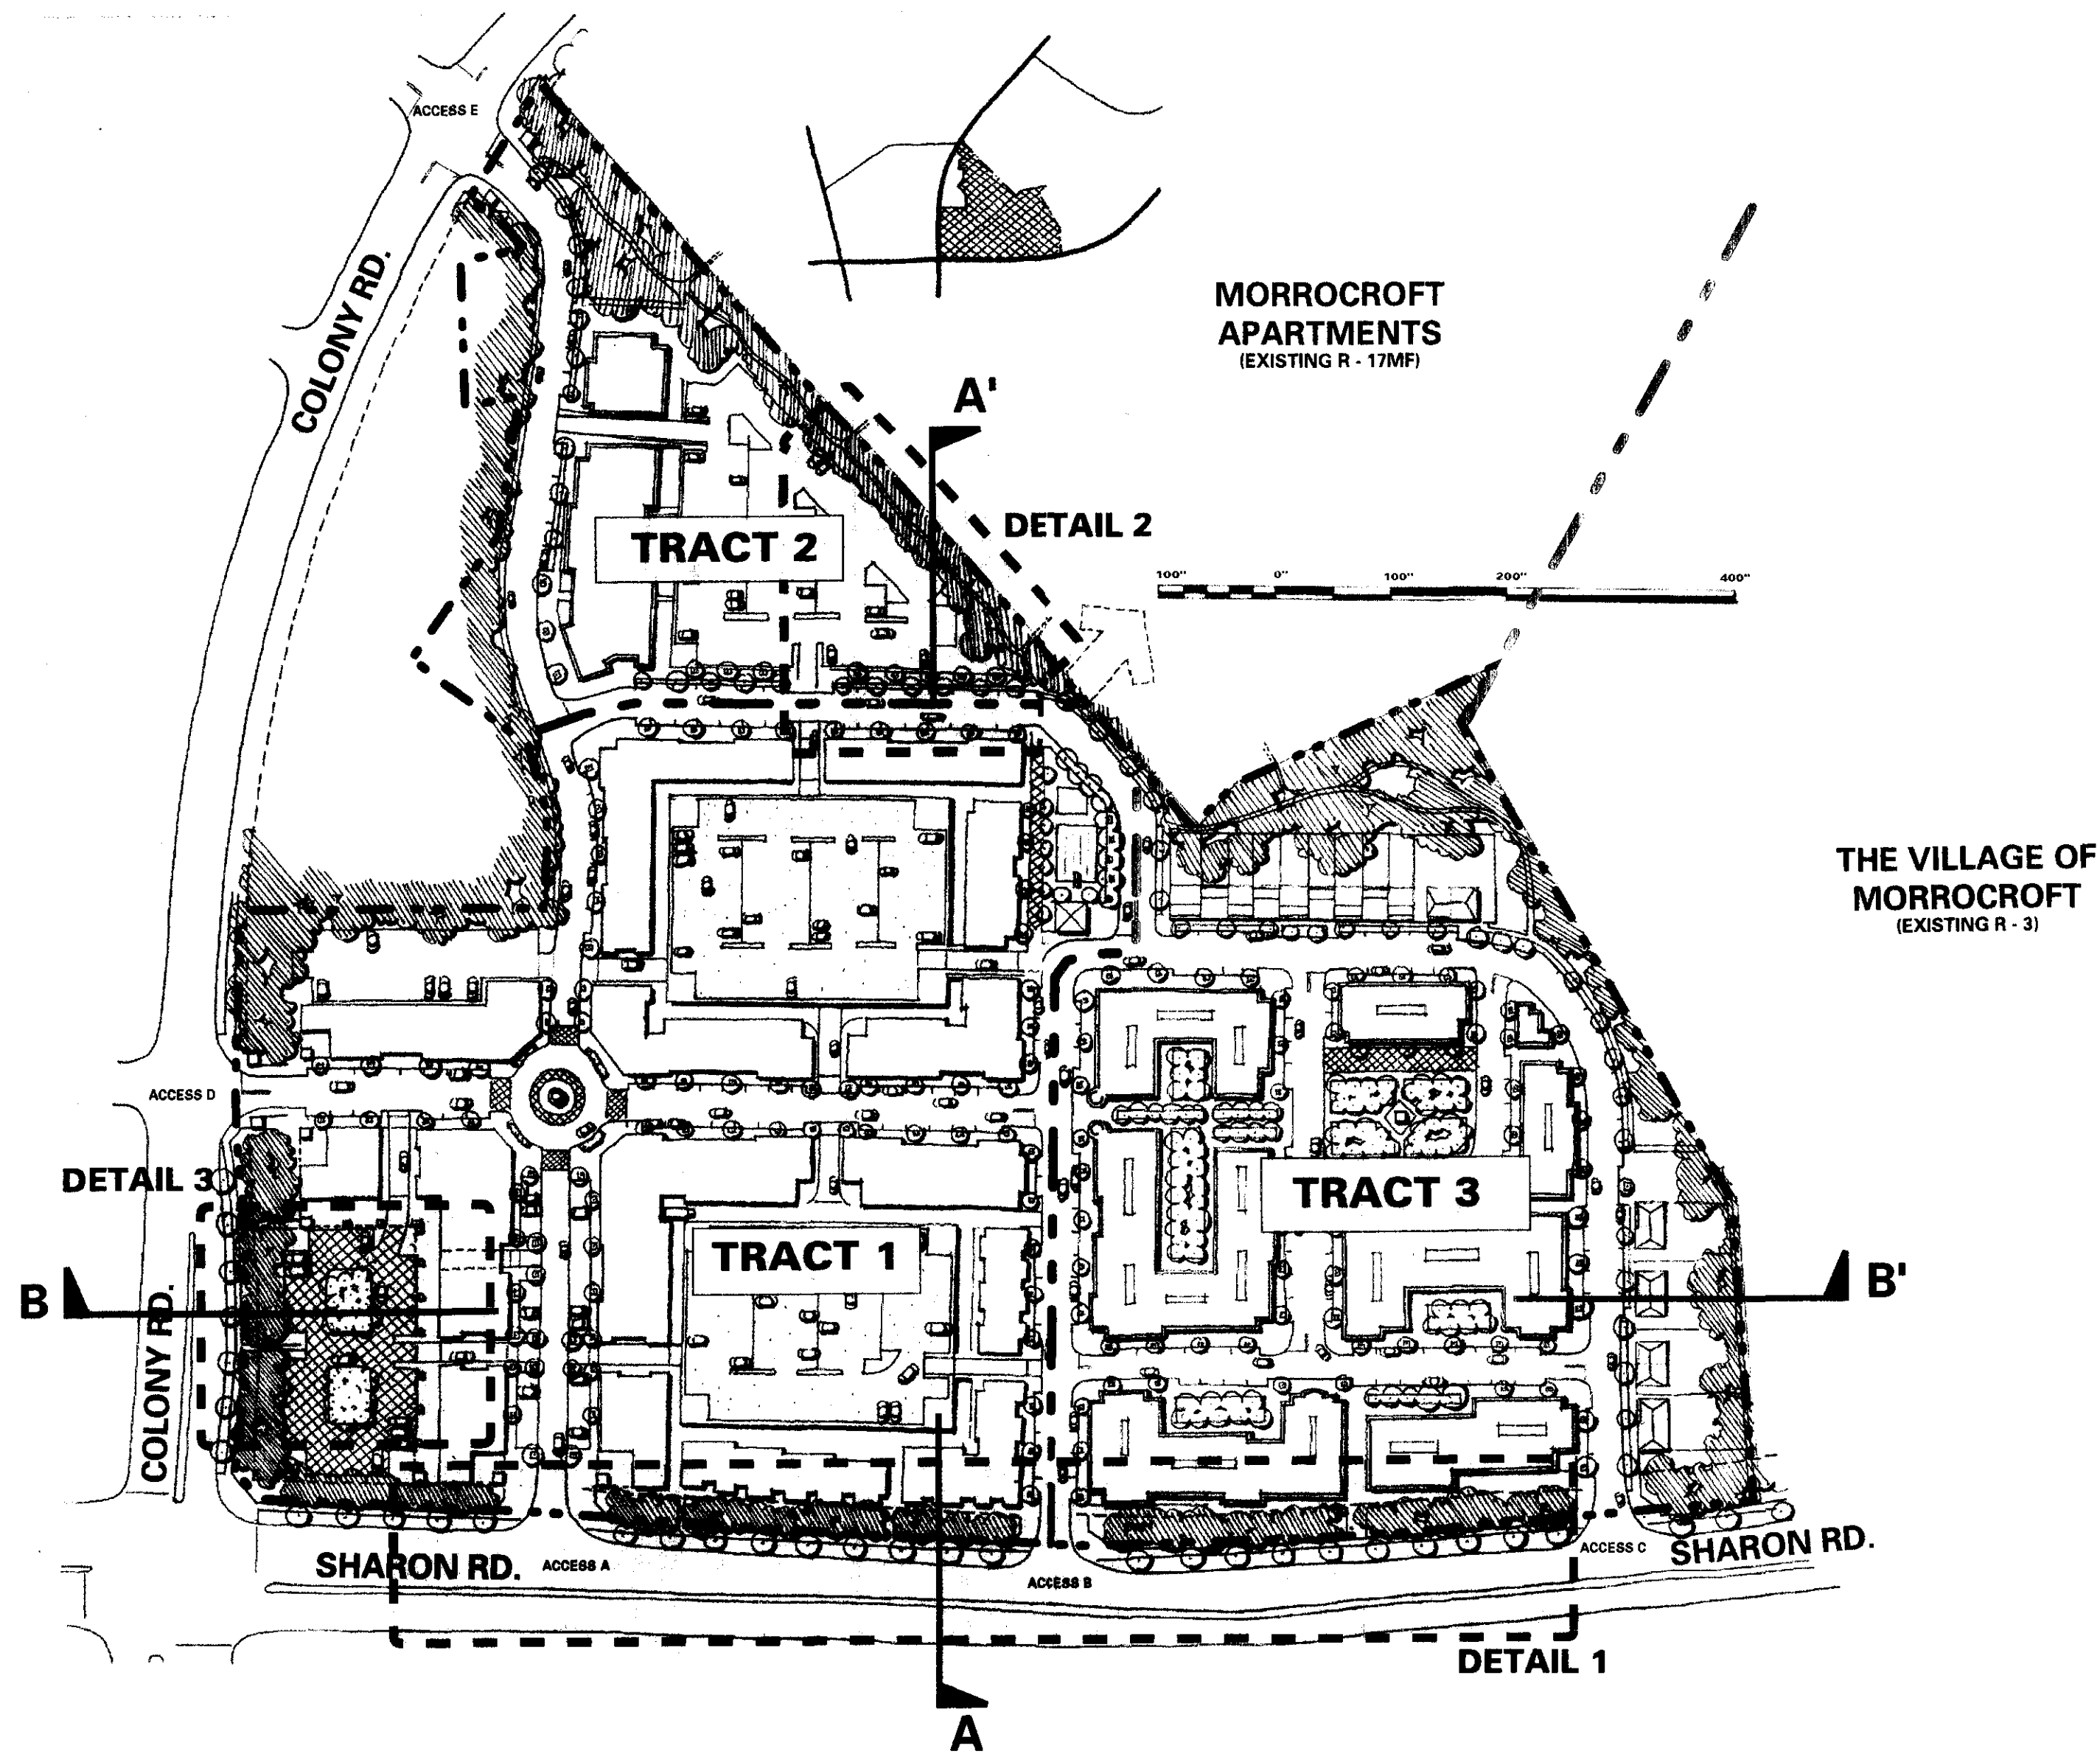 ACCESS E
COLONY RD.
MORROCROFT
APARTMENTS
(EXISTING R - 17MF)
A'
DETAIL 2
TRACT 2
100" 0" 100" 200" 400"
THE VILLAGE OF
MORROCROFT
(EXISTING R - 3)
ACCESS D
DETAIL 3
TRACT 3
TRACT 1
B
B'
COLONY RD.
SHARON RD.
ACCESS A
ACCESS B
ACCESS C
SHARON RD.
DETAIL 1
A